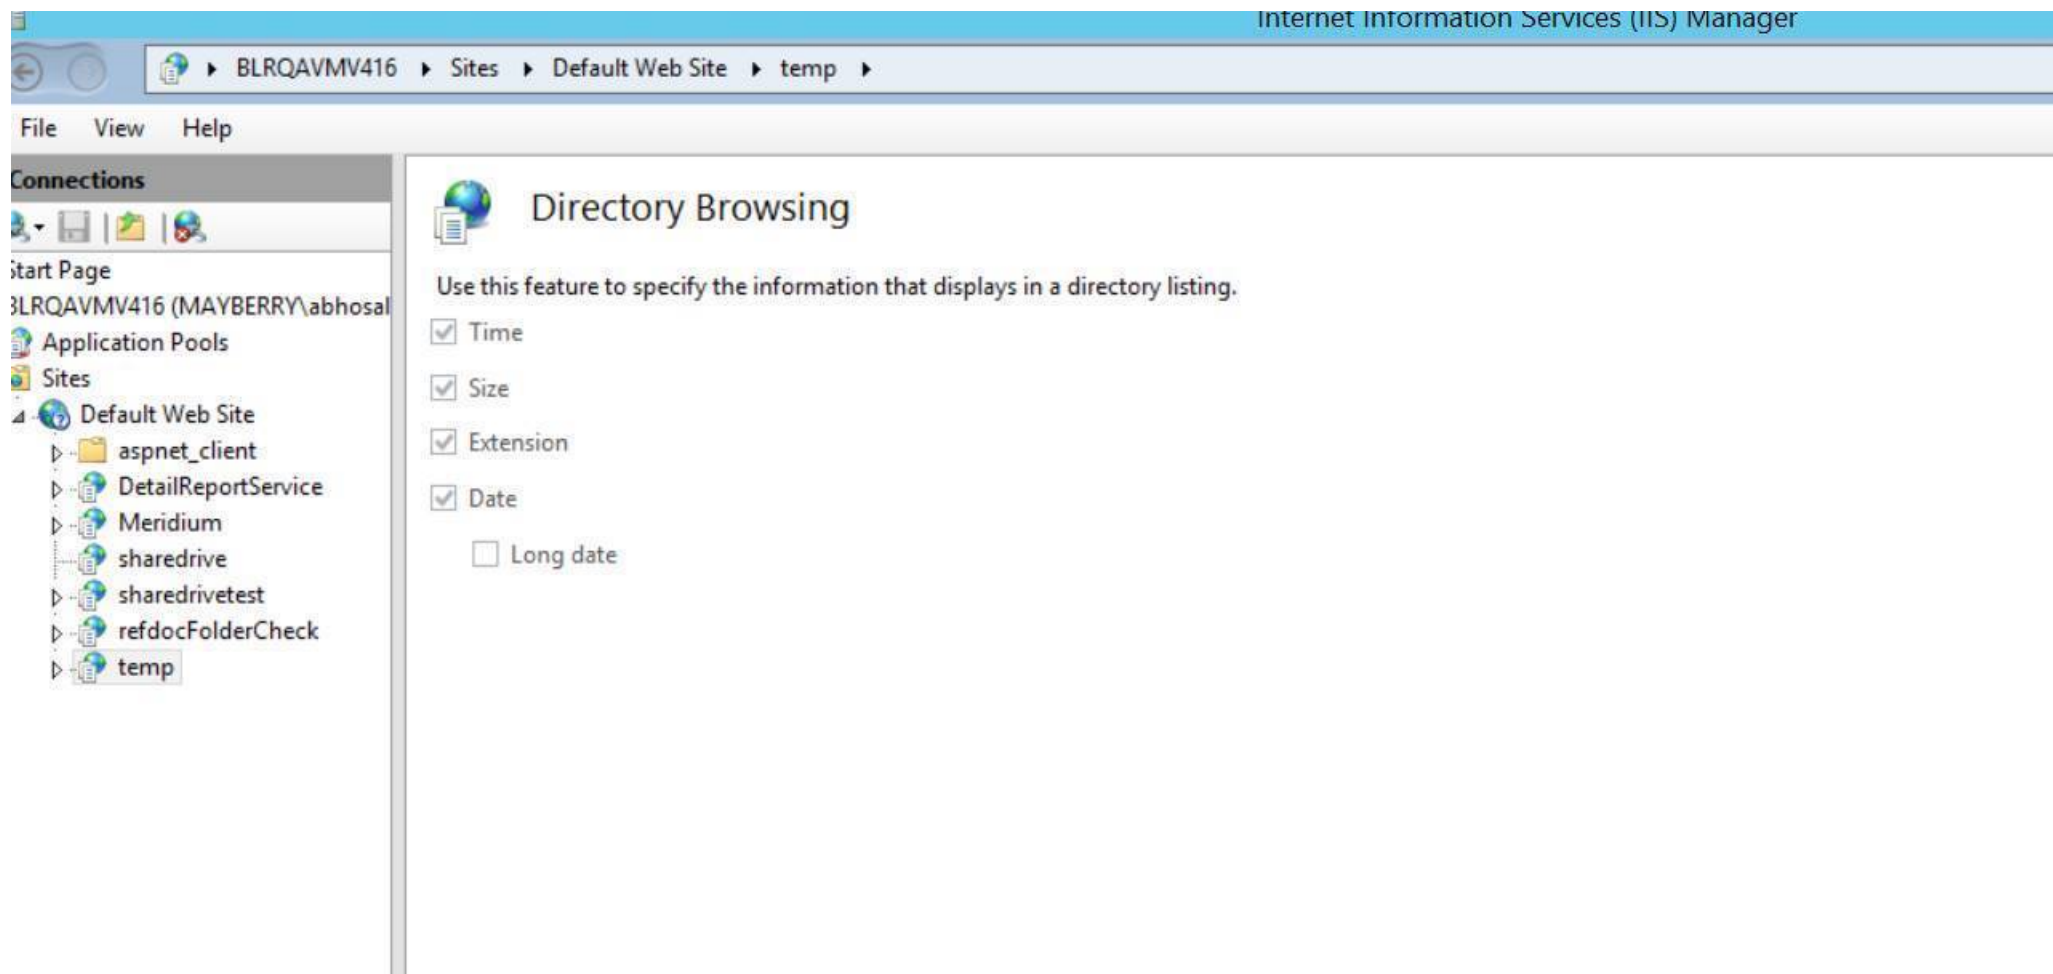 Internet Information Services (IIS) Manager
BLRQAVMV416 Sites Default Web Site temp
File View Help
Connections
Start Page
BLRQAVMV416 (MAYBERRY\abhosal
Application Pools
Sites
Default Web Site
aspnet_client
DetailReportService
Meridium
sharedrive
sharedrivetest
refdocFolderCheck
temp
Directory Browsing
Use this feature to specify the information that displays in a directory listing.
Time
Size
Extension
Date
Long date